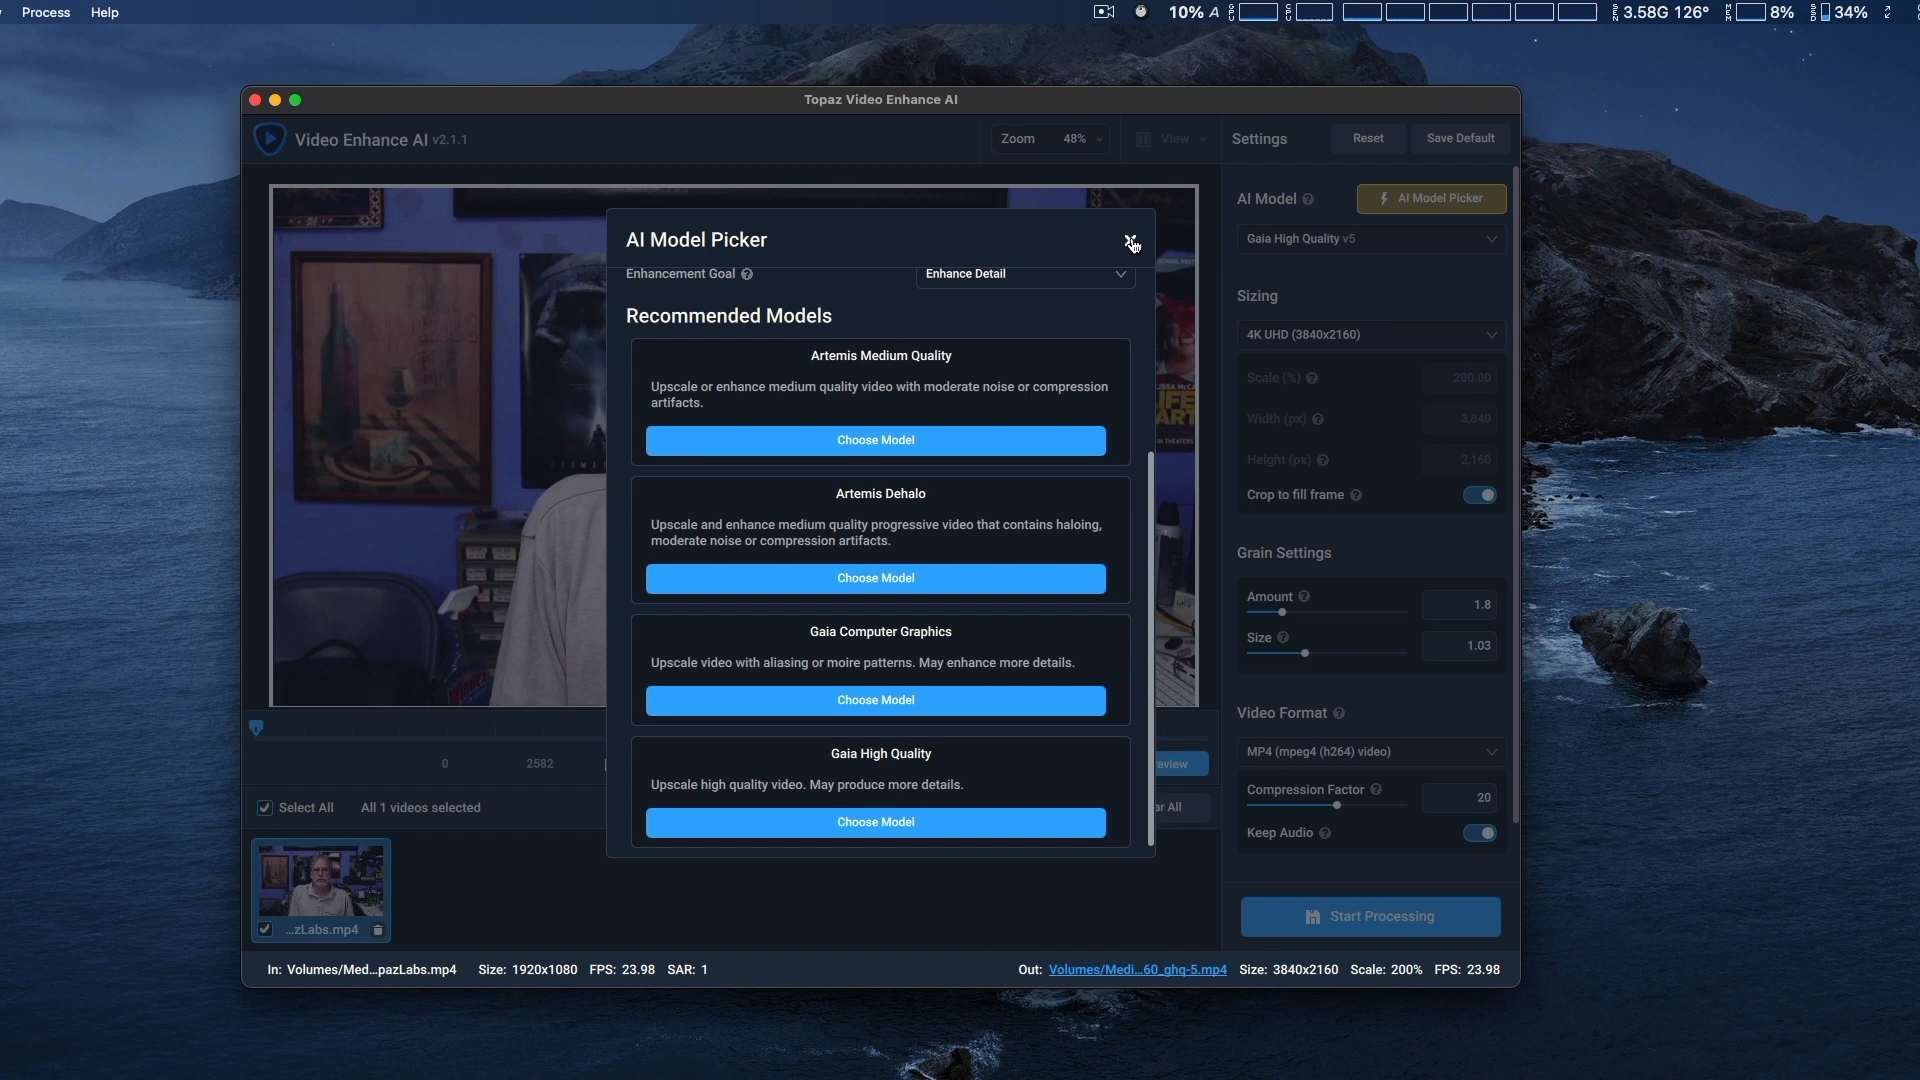 Process Help
10% A 3.58G 126° 8% 34%
Topaz Video Enhance AI
Video Enhance AI v2.1.1
Zoom 48% View
Settings Reset Save Default
AI Model AI Model Picker
Gaia High Quality v5
Sizing
4K UHD (3840x2160)
Scale (%) 200.00
Width (px) 3,840
Height (px) 2,160
Crop to fill frame
Grain Settings
Amount 1.8
Size 1.03
Video Format
MP4 (mpeg4 (h264) video)
Compression Factor 20
Keep Audio
Start Processing
AI Model Picker
Enhancement Goal Enhance Detail
Recommended Models
Artemis Medium Quality
Upscale or enhance medium quality video with moderate noise or compression
artifacts.
Choose Model
Artemis Dehalo
Upscale and enhance medium quality progressive video that contains haloing,
moderate noise or compression artifacts.
Choose Model
Gaia Computer Graphics
Upscale video with aliasing or moire patterns. May enhance more details.
Choose Model
Gaia High Quality
Upscale high quality video. May produce more details.
Choose Model
0 2582 eview
Select All All 1 videos selected ar All
...zLabs.mp4
In: Volumes/Med...pazLabs.mp4 Size: 1920x1080 FPS: 23.98 SAR: 1
Out: Volumes/Medi...60_ghq-5.mp4 Size: 3840x2160 Scale: 200% FPS: 23.98